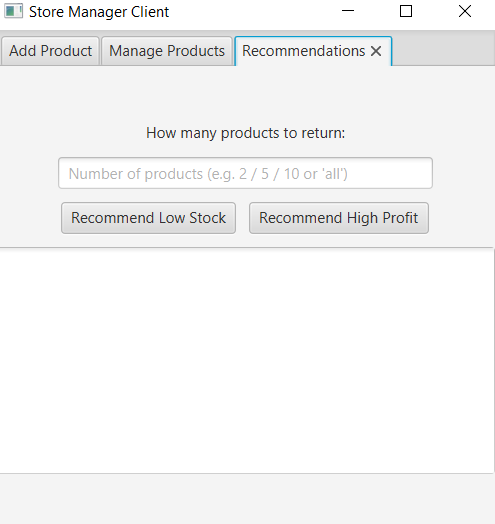 Store Manager Client
Add Product Manage Products Recommendations
How many products to return:
Number of products (e.g. 2 / 5 / 10 or 'all')
Recommend Low Stock Recommend High Profit